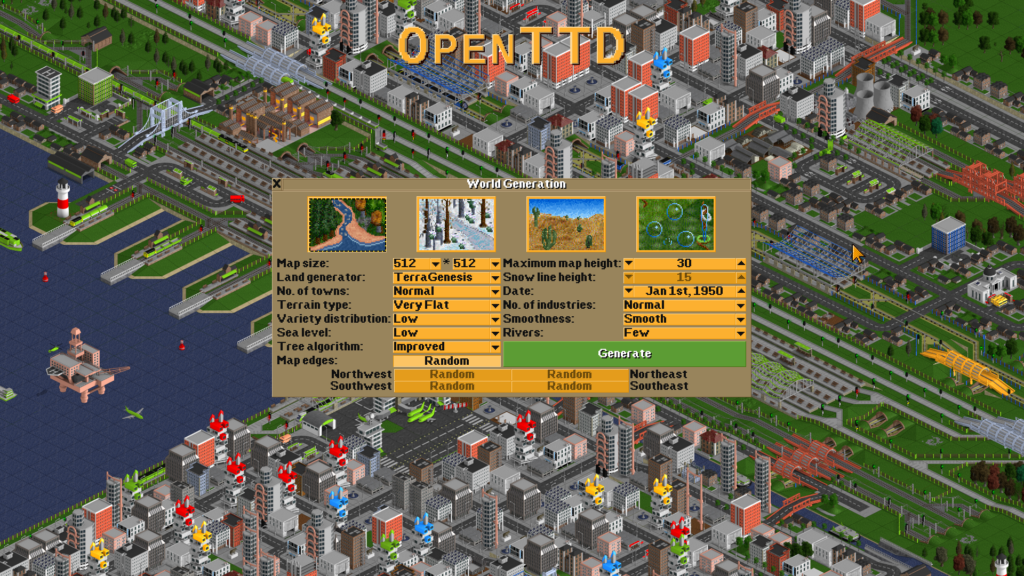 OPENTTD
X World Generation
Map size: 512 * 512 Maximum map height: 30
Land generator: TerraGenesis Snow line height: 15
No. of towns: Normal Date: Jan 1st, 1950
Terrain type: Very Flat No. of industries: Normal
Variety distribution: Low Smoothness: Smooth
Sea level: Low Rivers: Few
Tree algorithm: Improved Generate
Map edges: Random
Northwest Random Random Northeast
Southwest Random Random Southeast